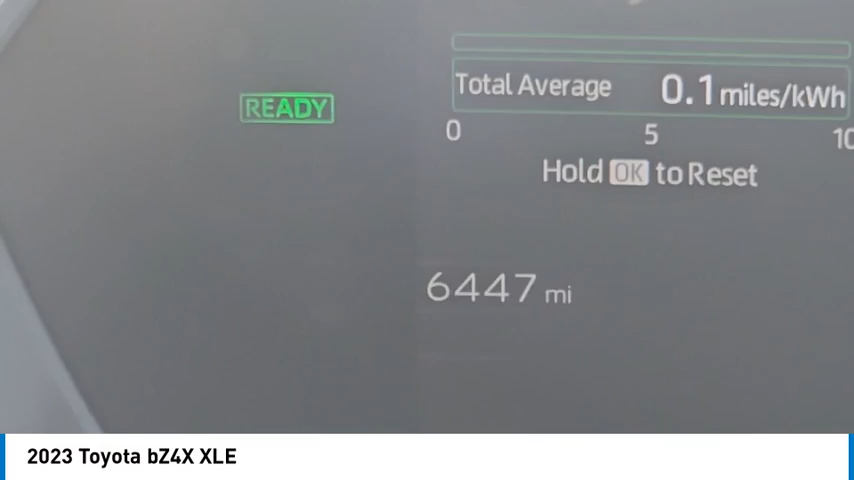 READY
Total Average 0.1 miles/kWh
0 5 10
Hold OK to Reset
6447 mi
2023 Toyota bZ4X XLE